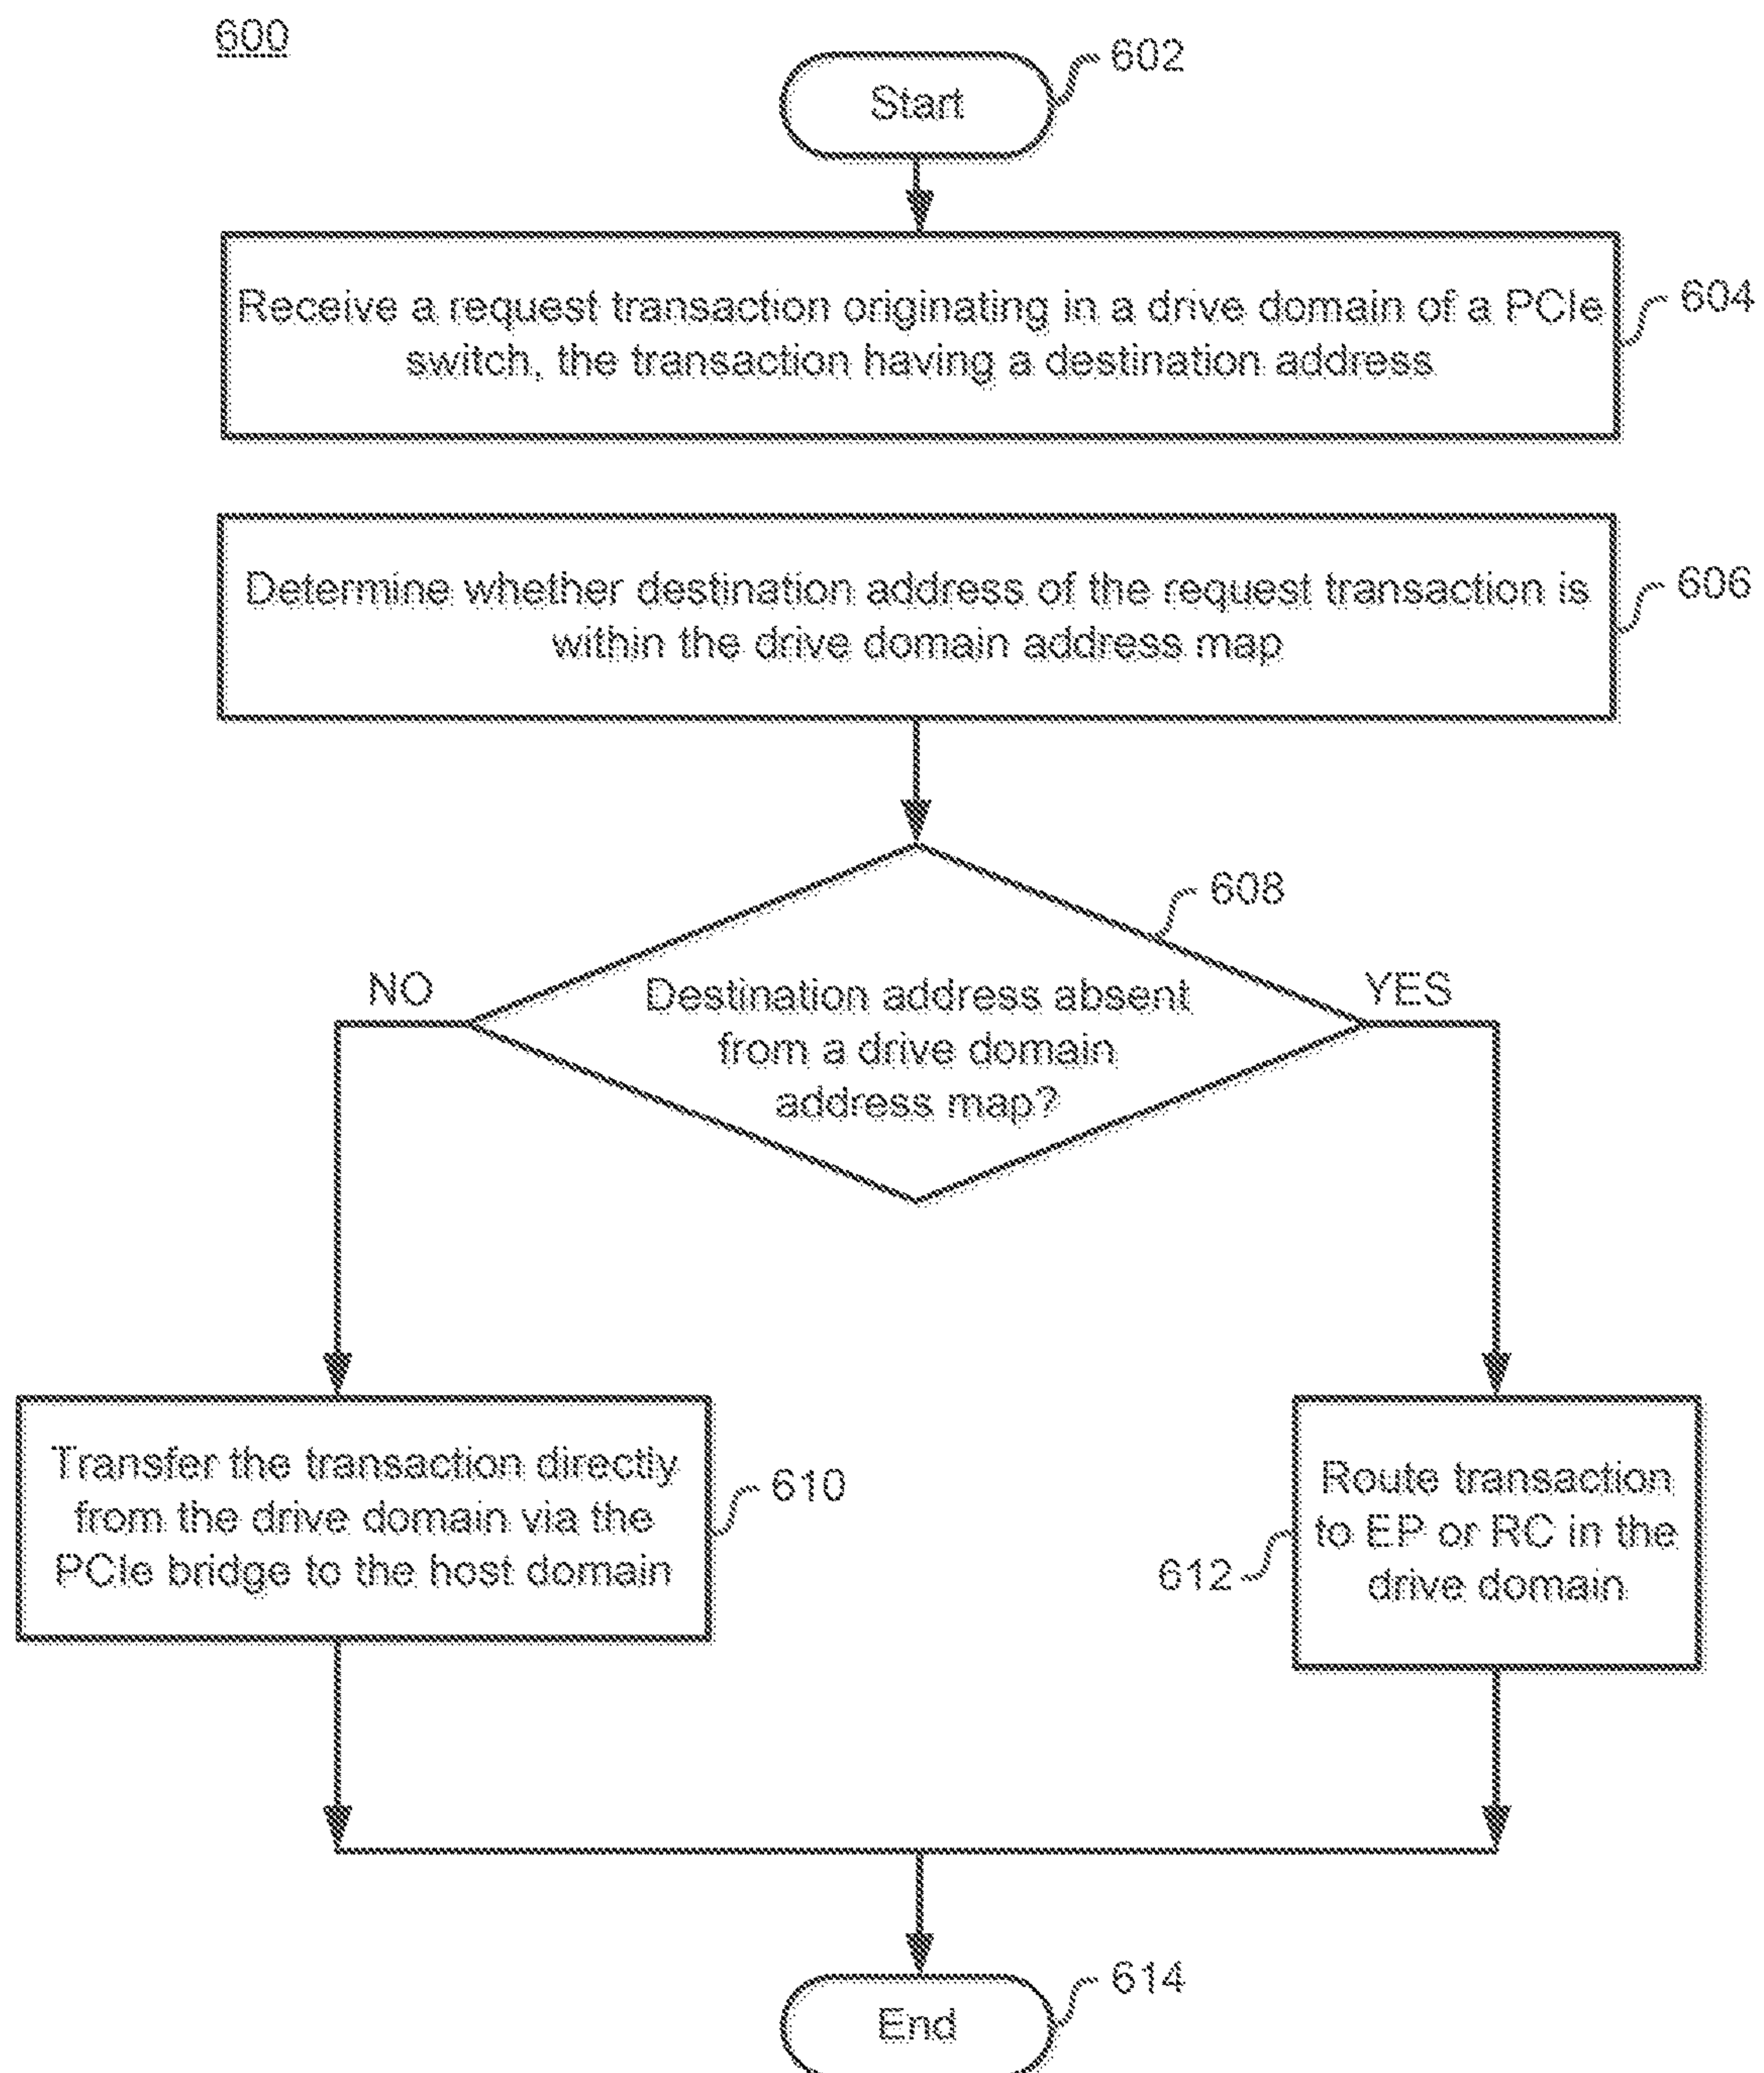 600
Start
602
Receive a request transaction originating in a drive domain of a PCIe
switch, the transaction having a destination address
604
Determine whether destination address of the request transaction is
within the drive domain address map
606
608
NO
YES
Destination address absent
from a drive domain
address map?
Transfer the transaction directly
from the drive domain via the
PCIe bridge to the host domain
610
Route transaction
to EP or RC in the
drive domain
612
End
614